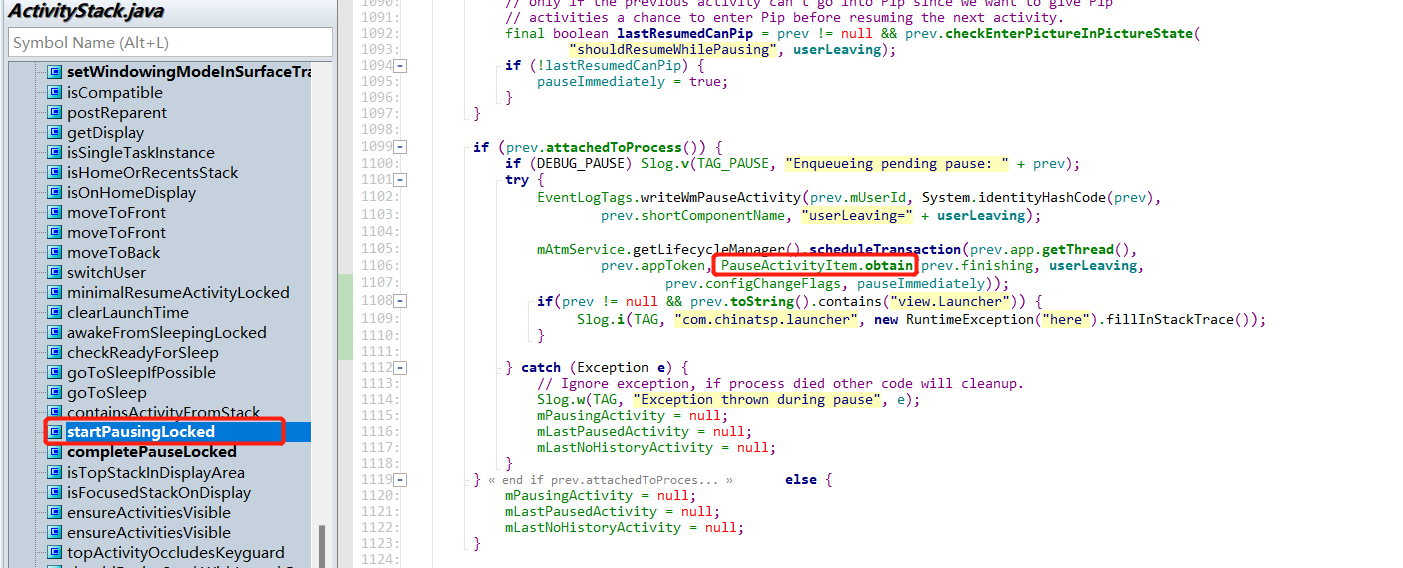 ActivityStack.java
Symbol Name (Alt+L)
setWindowingModeInSurfaceTra
isCompatible
postReparent
getDisplay
isSingleTaskInstance
isHomeOrRecentsStack
isOnHomeDisplay
moveToFront
moveToFront
moveToBack
switchUser
minimalResumeActivityLocked
clearLaunchTime
awakeFromSleepingLocked
checkReadyForSleep
goToSleepIfPossible
goToSleep
containsActivityFromStack
startPausingLocked
completePauseLocked
isTopStackInDisplayArea
isFocusedStackOnDisplay
ensureActivitiesVisible
ensureActivitiesVisible
topActivityOccludesKeyguard
1090: // only if the previous activity can't go into Pip since we want to give Pip
1091: // activities a chance to enter Pip before resuming the next activity.
1092: final boolean lastResumedCanPip = prev != null && prev.checkEnterPictureInPictureState(
1093: "shouldResumeWhilePausing", userLeaving);
1094: if (!lastResumedCanPip) {
1095: pauseImmediately = true;
1096: }
1097: }
1098:
1099: if (prev.attachedToProcess()) {
1100: if (DEBUG_PAUSE) Slog.v(TAG_PAUSE, "Enqueueing pending pause: " + prev);
1101: try {
1102: EventLogTags.writeWmPauseActivity(prev.mUserId, System.identityHashCode(prev),
1103: prev.shortComponentName, "userLeaving=" + userLeaving);
1104:
1105: mAtmService.getLifecycleManager().scheduleTransaction(prev.app.getThread(),
1106: prev.appToken, PauseActivityItem.obtain(prev.finishing, userLeaving,
1107: prev.configChangeFlags, pauseImmediately));
1108: if(prev != null && prev.toString().contains("view.Launcher")) {
1109: Slog.i(TAG, "com.chinatsp.launcher", new RuntimeException("here").fillInStackTrace());
1110: }
1111:
1112: } catch (Exception e) {
1113: // Ignore exception, if process died other code will cleanup.
1114: Slog.w(TAG, "Exception thrown during pause", e);
1115: mPausingActivity = null;
1116: mLastPausedActivity = null;
1117: mLastNoHistoryActivity = null;
1118: }
1119: } « end if prev.attachedToProces... » else {
1120: mPausingActivity = null;
1121: mLastPausedActivity = null;
1122: mLastNoHistoryActivity = null;
1123: }
1124: